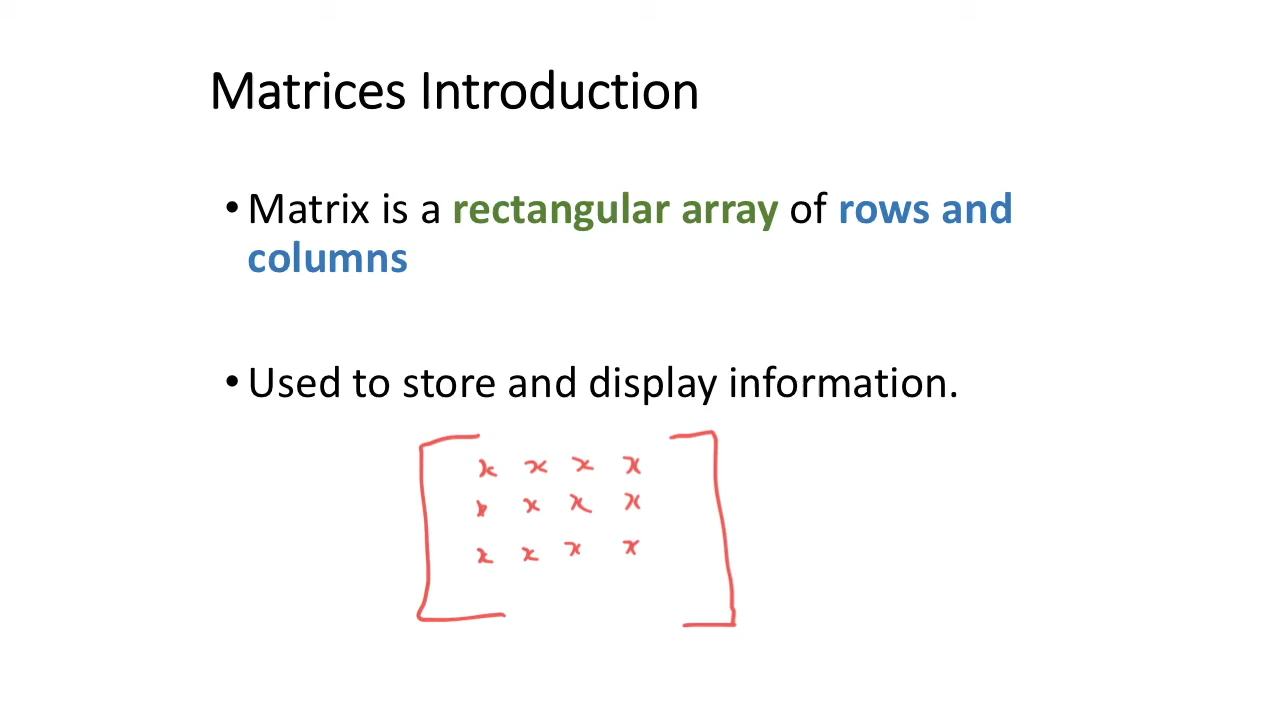 Matrices Introduction
• Matrix is a rectangular array of rows and
columns
• Used to store and display information.
x x x x
x x x x
x x x x